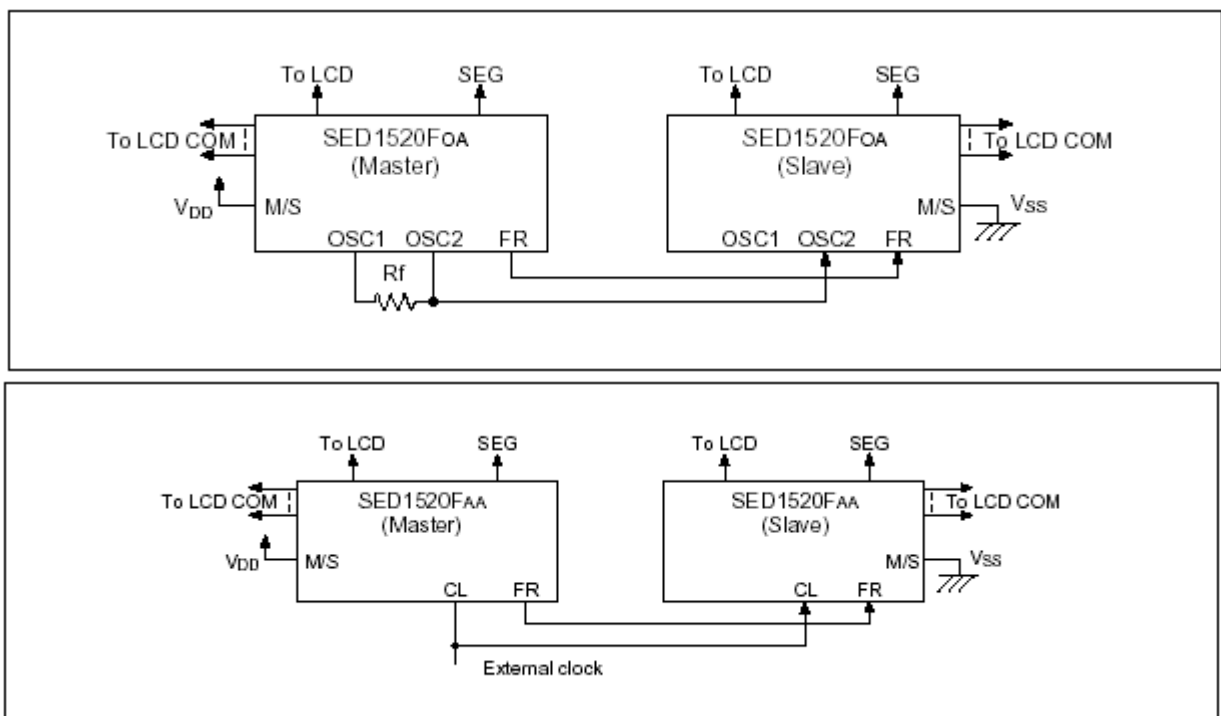 To LCD SEG To LCD SEG
SED1520FOA SED1520FOA
To LCD COM (Master) (Slave) To LCD COM
VDD M/S M/S VSS
OSC1 OSC2 FR OSC1 OSC2 FR
Rf
To LCD SEG To LCD SEG
To LCD COM SED1520FAA SED1520FAA To LCD COM
(Master) (Slave)
VDD M/S M/S VSS
CL FR CL FR
External clock